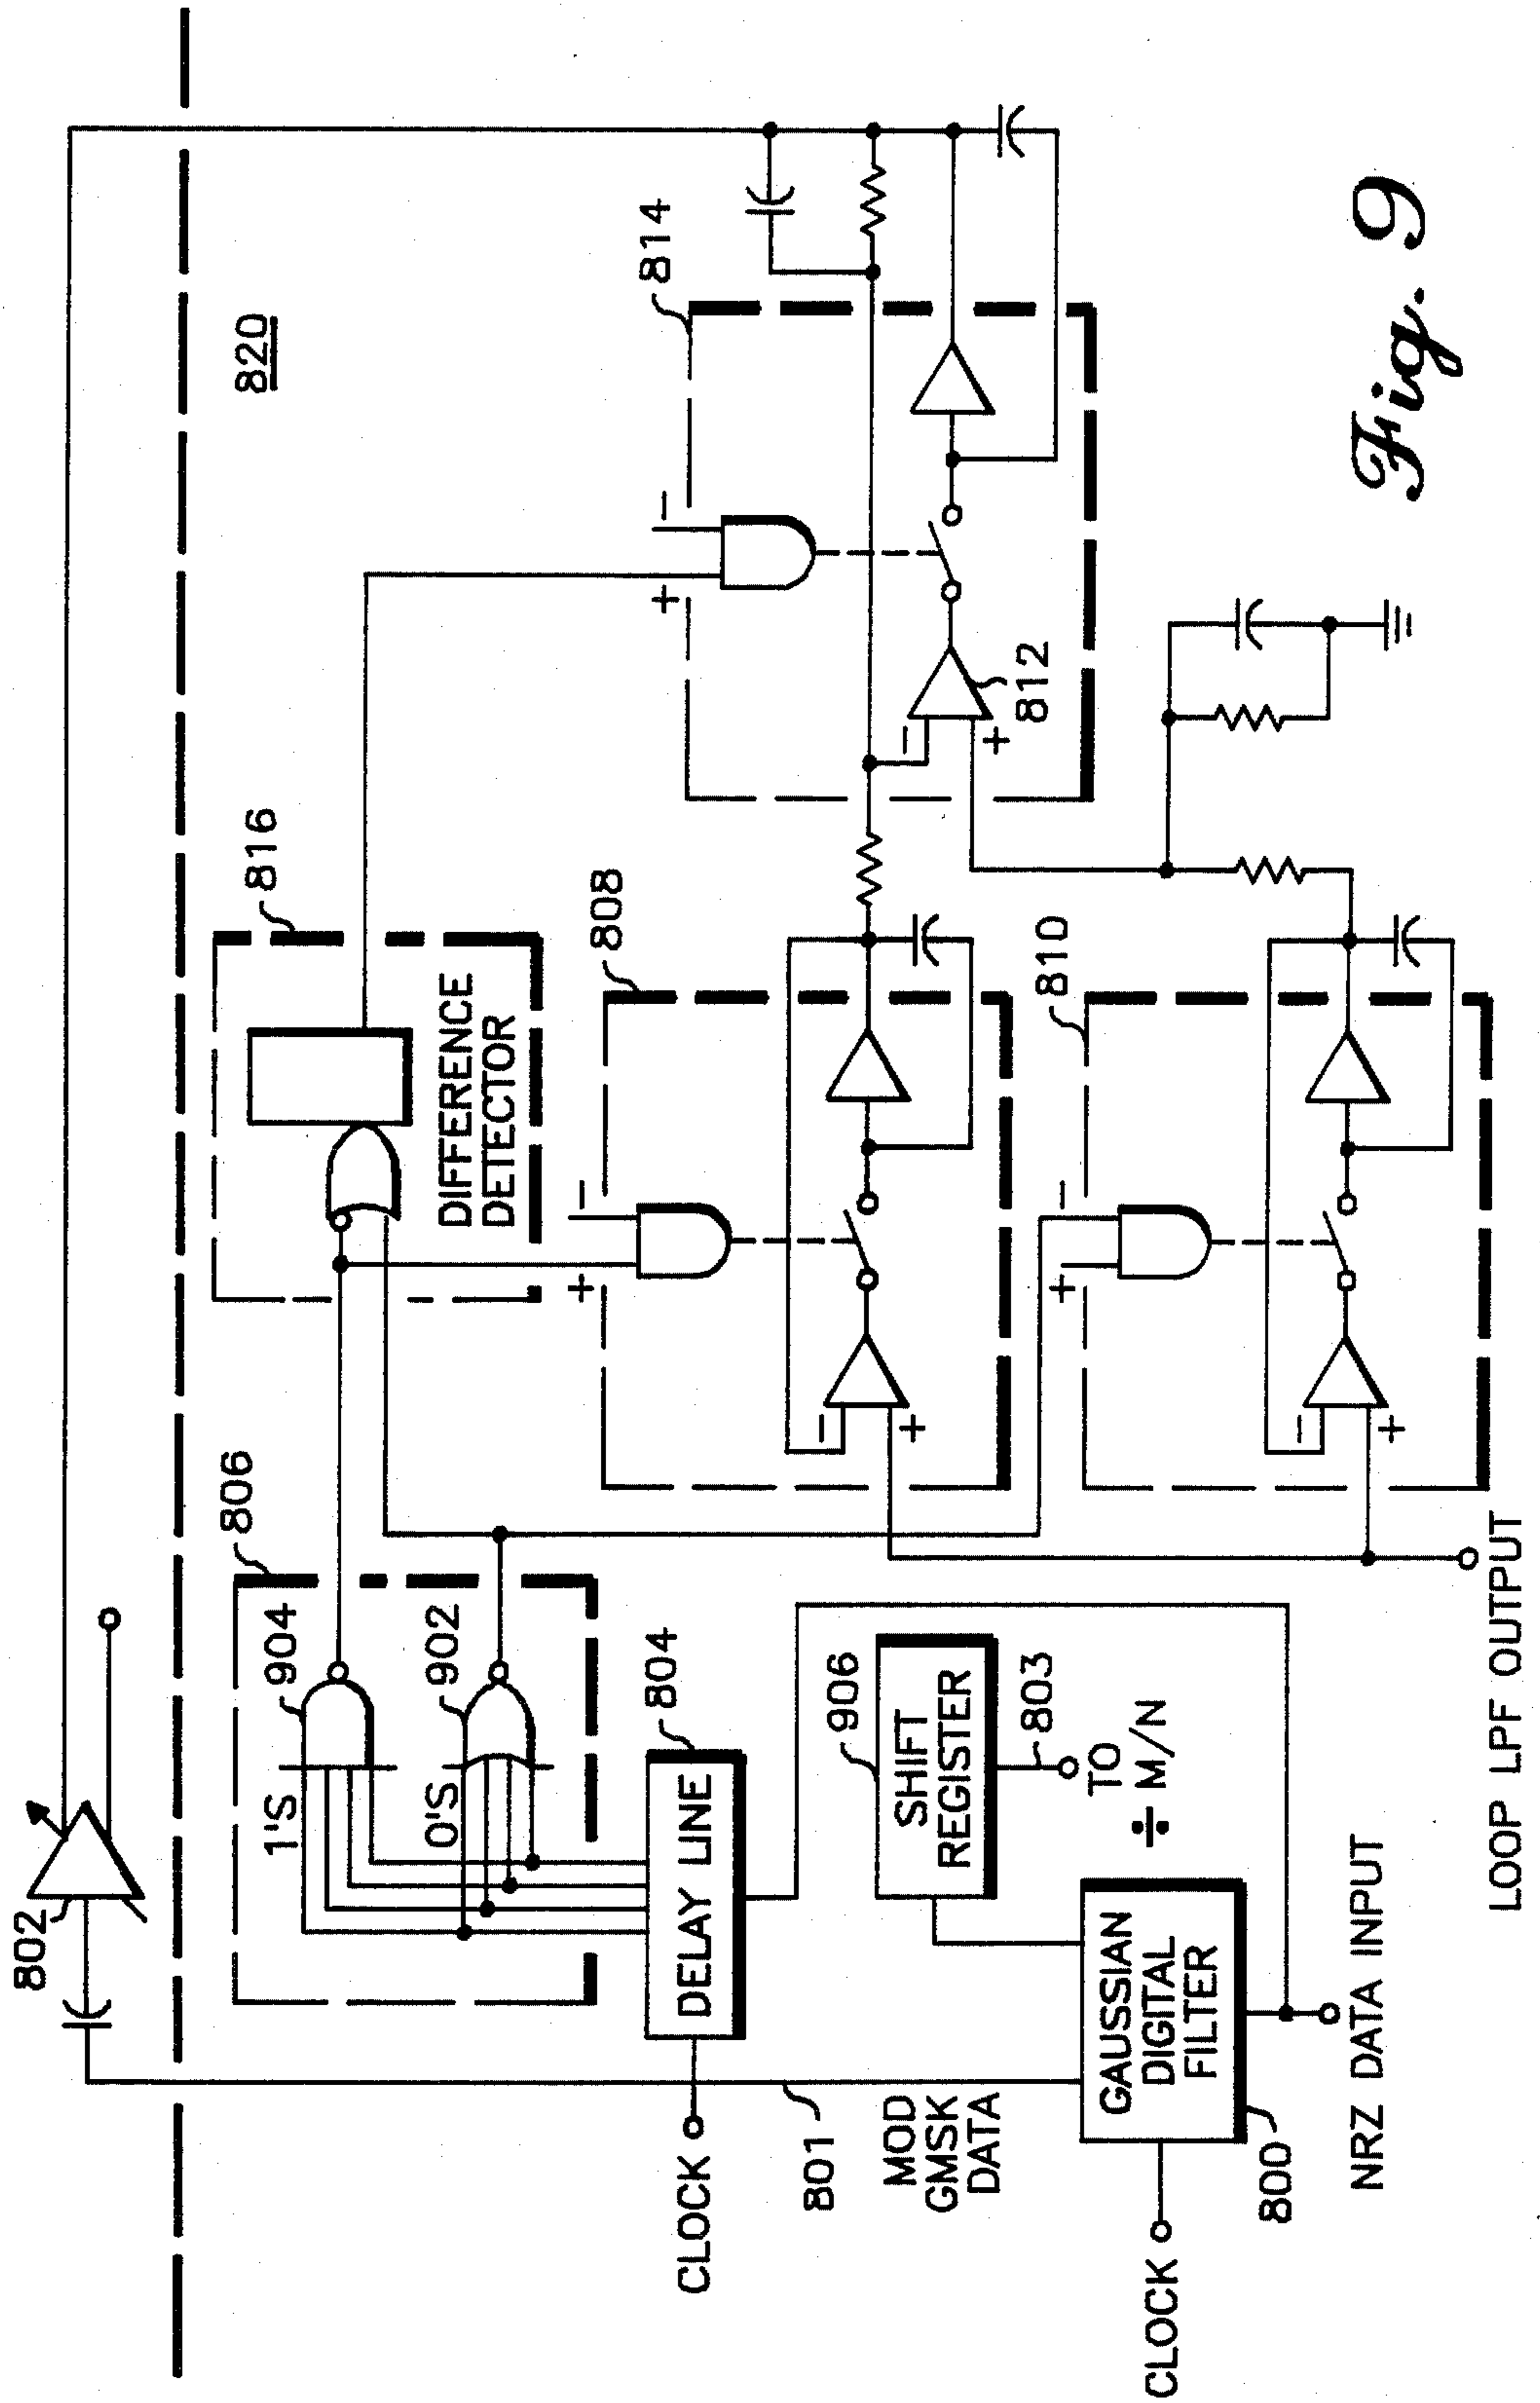 802
820
806
904
1'S
902
0'S
816
DIFFERENCE
DETECTOR
814
+
−
804
DELAY LINE
CLOCK
808
+
−
−
+
−
+
812
801
MOD
GMSK
DATA
906
SHIFT
REGISTER
803
TO
÷ M/N
810
+
−
−
+
CLOCK
GAUSSIAN
DIGITAL
FILTER
800
NRZ DATA INPUT
LOOP LPF OUTPUT
Fig. 9